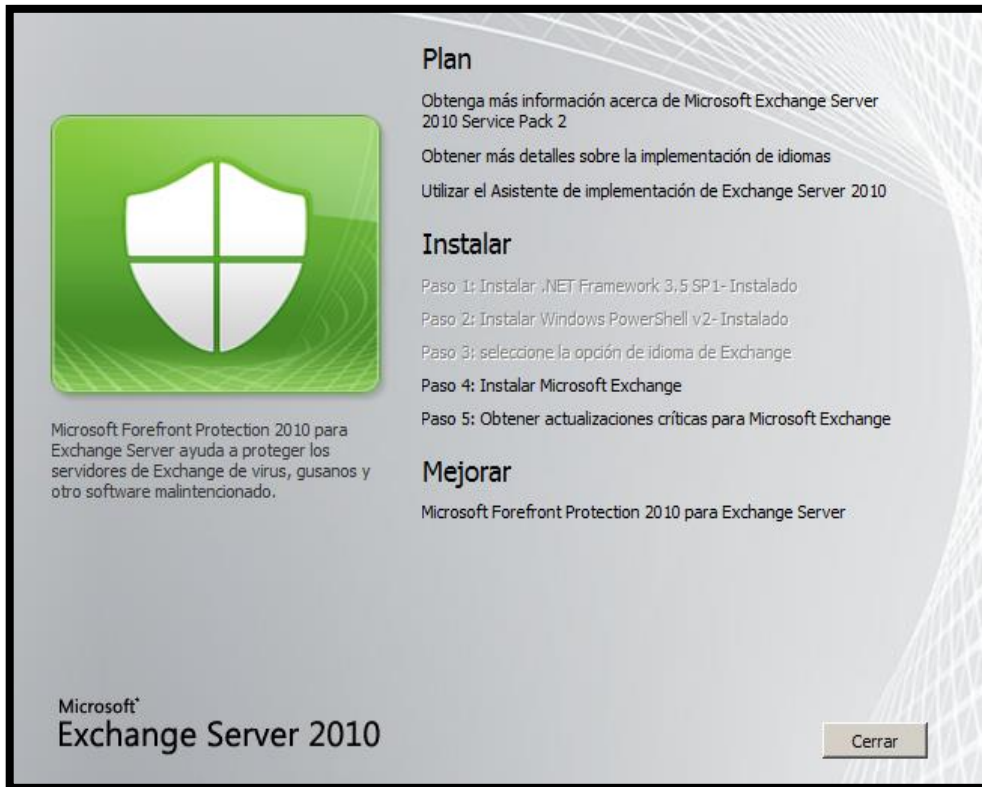 Plan
Obtenga más información acerca de Microsoft Exchange Server
2010 Service Pack 2
Obtener más detalles sobre la implementación de idiomas
Utilizar el Asistente de implementación de Exchange Server 2010
Instalar
Paso 1: Instalar .NET Framework 3.5 SP1- Instalado
Paso 2: Instalar Windows PowerShell v2- Instalado
Paso 3: seleccione la opción de idioma de Exchange
Paso 4: Instalar Microsoft Exchange
Paso 5: Obtener actualizaciones críticas para Microsoft Exchange
Mejorar
Microsoft Forefront Protection 2010 para Exchange Server
Microsoft Forefront Protection 2010 para
Exchange Server ayuda a proteger los
servidores de Exchange de virus, gusanos y
otro software malintencionado.
Microsoft
Exchange Server 2010
Cerrar